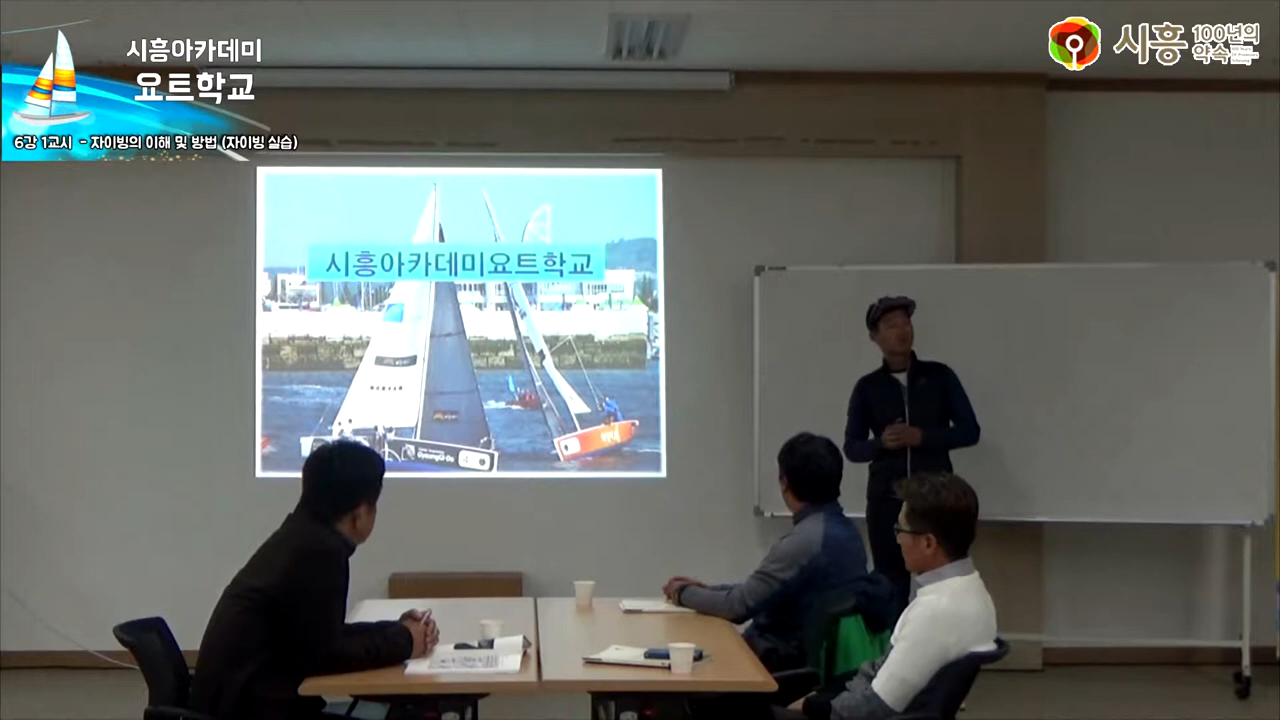 시흥아카데미
요트학교
6강 1교시 - 자이빙의 이해 및 방법 (자이빙 실습)
시흥 100년의
약속
시흥아카데미요트학교